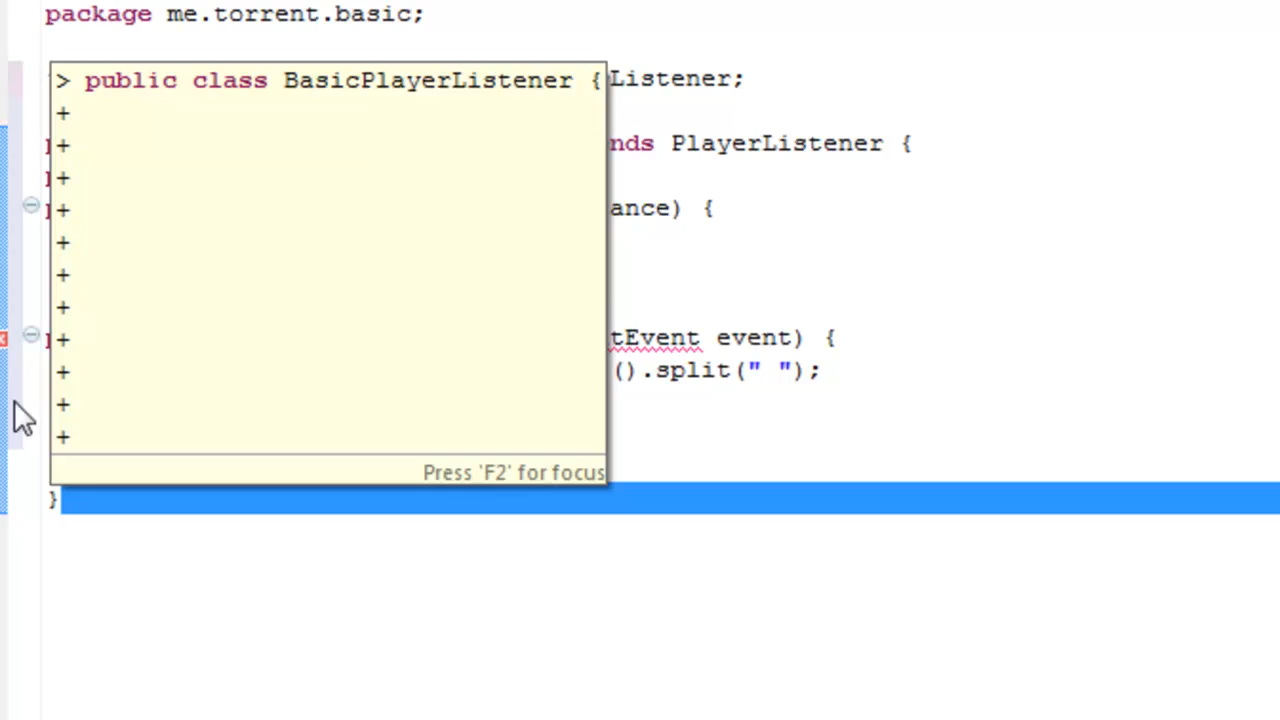 package me.torrent.basic;
> public class BasicPlayerListener { Listener;
+
+ nds PlayerListener {
+
+ ance) {
+
+
+
+ tEvent event) {
+ ().split(" ");
+
+
Press 'F2' for focus
}